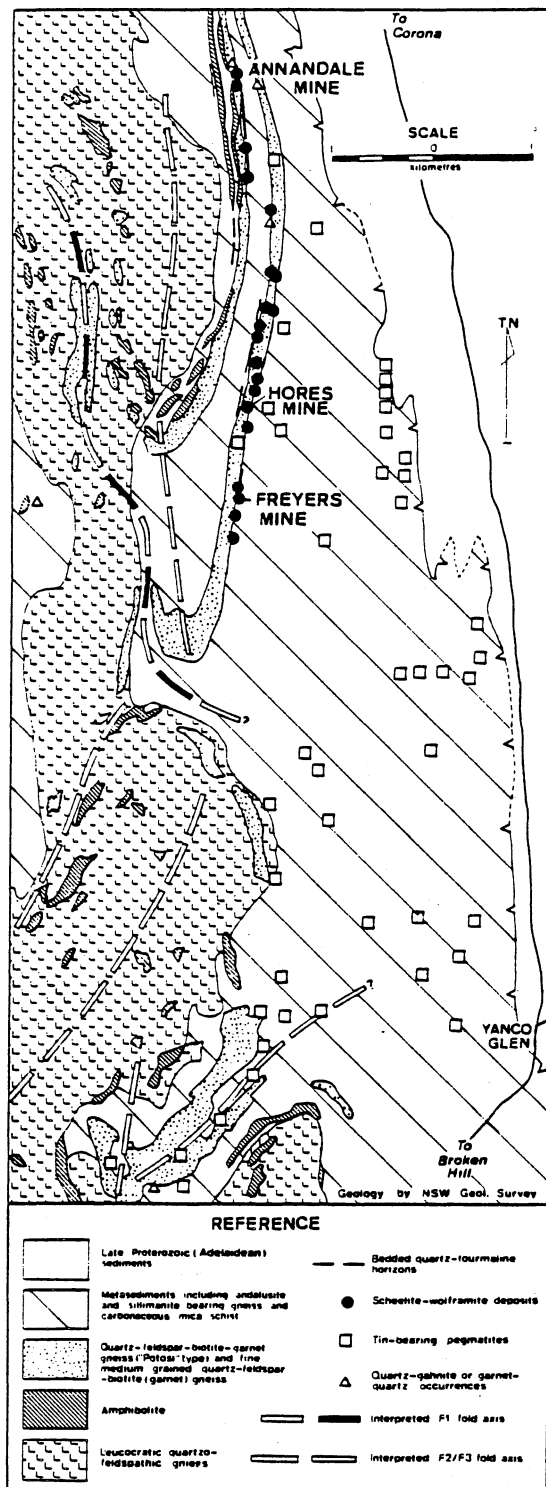 To
Corona
ANNANDALE
MINE
SCALE
0
kilometres
TN
HORES
MINE
FREYERS
MINE
?
?
YANCO
GLEN
To
Broken
Hill.
Geology by NSW Geol. Survey
REFERENCE
Late Proterozoic (Adelaidean)
sediments
Metasediments including andalusite
and sillimanite bearing gneiss and
carbonaceous mica schist
Quartz-feldspar-biotite-garnet
gneiss ("Potosi" type) and fine
medium grained quartz-feldspar
-biotite (garnet) gneiss
Amphibolite
Leucocratic quartzo-
feldspathic gneiss
Bedded quartz-tourmaline
horizons
Scheelite-wolframite deposits
Tin-bearing pegmatites
Quartz-gahnite or garnet-
quartz occurrences
Interpreted F1 fold axis
Interpreted F2/F3 fold axis